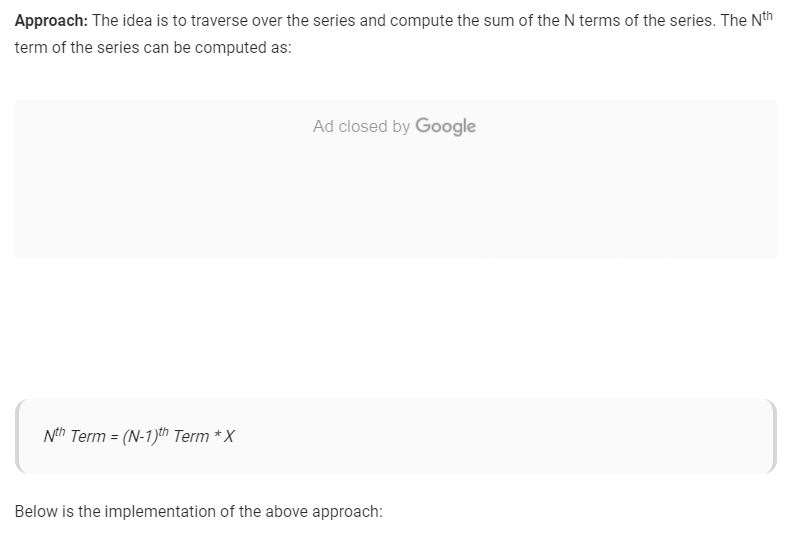 Approach: The idea is to traverse over the series and compute the sum of the N terms of the series. The Nth
term of the series can be computed as:
Ad closed by Google
Nth Term = (N-1)th Term * X
Below is the implementation of the above approach: